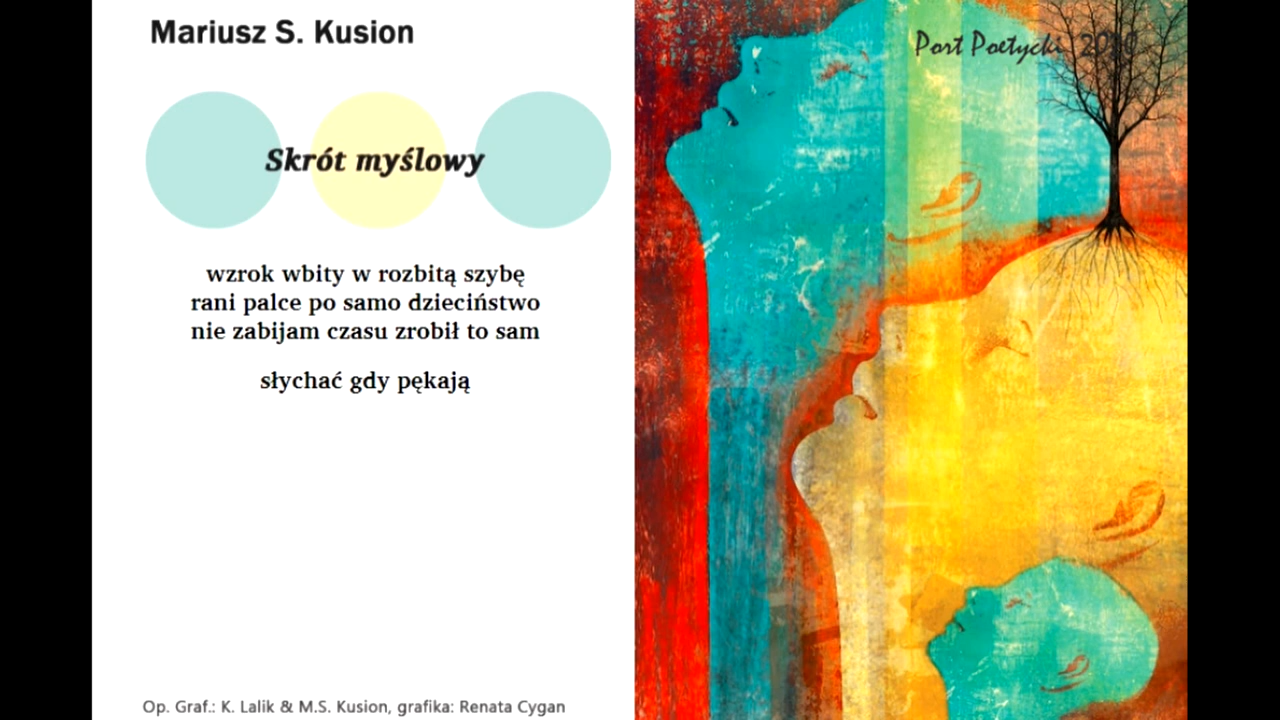 Mariusz S. Kusion
Skrót myślowy
wzrok wbity w rozbitą szybę
rani palce po samo dzieciństwo
nie zabijam czasu zrobił to sam
słychać gdy pękają
Op. Graf.: K. Lalik & M.S. Kusion, grafika: Renata Cygan
Port Poetycki